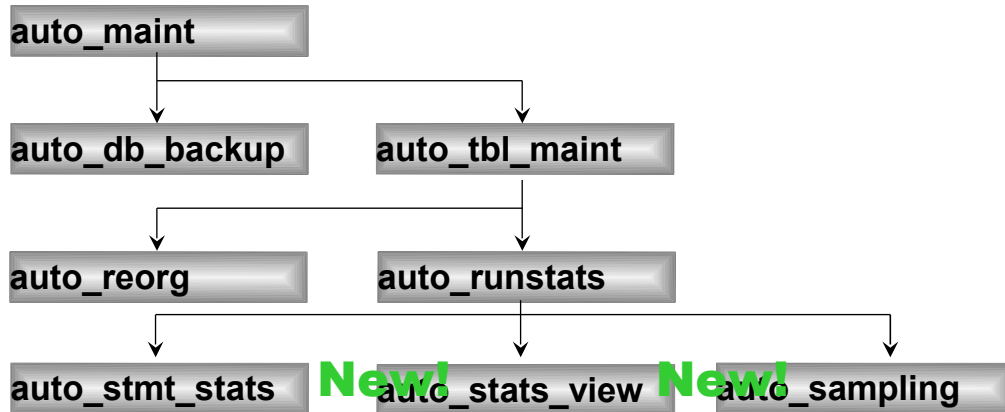 auto_maint
auto_db_backup
auto_tbl_maint
auto_reorg
auto_runstats
auto_stmt_stats
New!
auto_stats_view
New!
auto_sampling